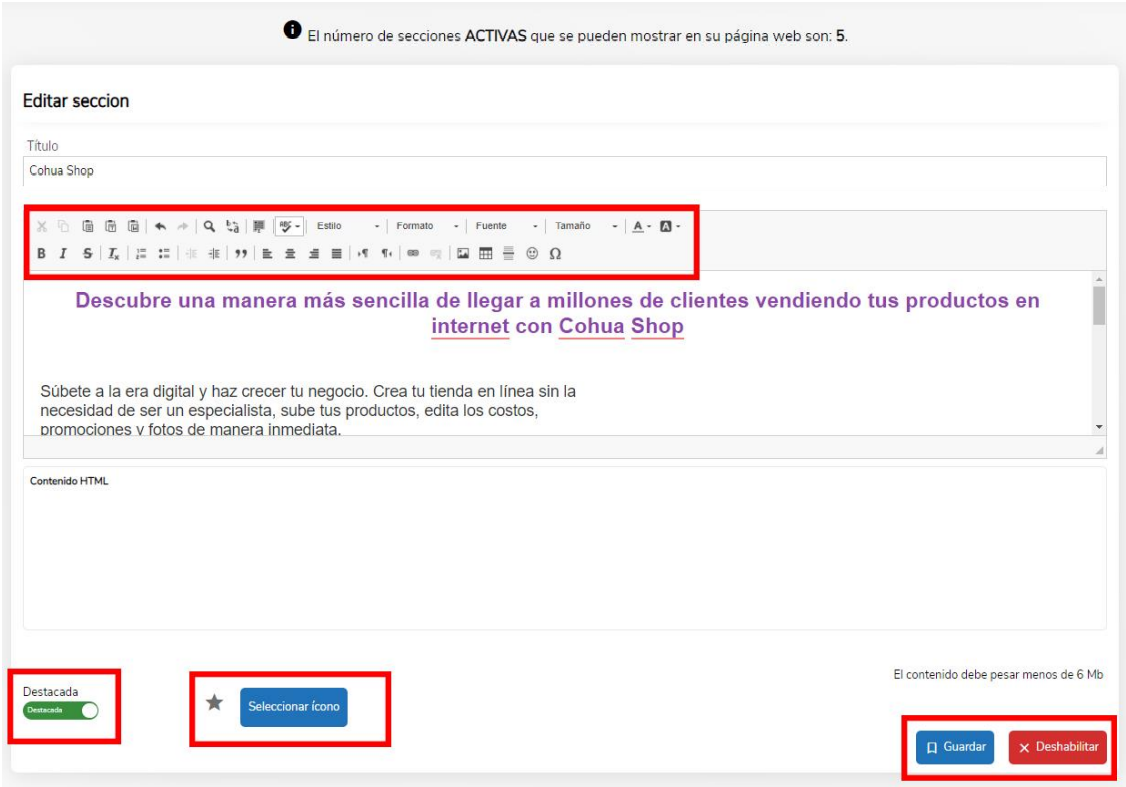 El número de secciones ACTIVAS que se pueden mostrar en su página web son: 5.
Editar seccion
Título
Cohua Shop
Estilo Formato Fuente Tamaño A A
B I S Ix
Descubre una manera más sencilla de llegar a millones de clientes vendiendo tus productos en
internet con Cohua Shop
Súbete a la era digital y haz crecer tu negocio. Crea tu tienda en línea sin la
necesidad de ser un especialista, sube tus productos, edita los costos,
promociones y fotos de manera inmediata.
Contenido HTML
El contenido debe pesar menos de 6 Mb
Destacada
Destacada
Seleccionar ícono
Guardar Deshabilitar